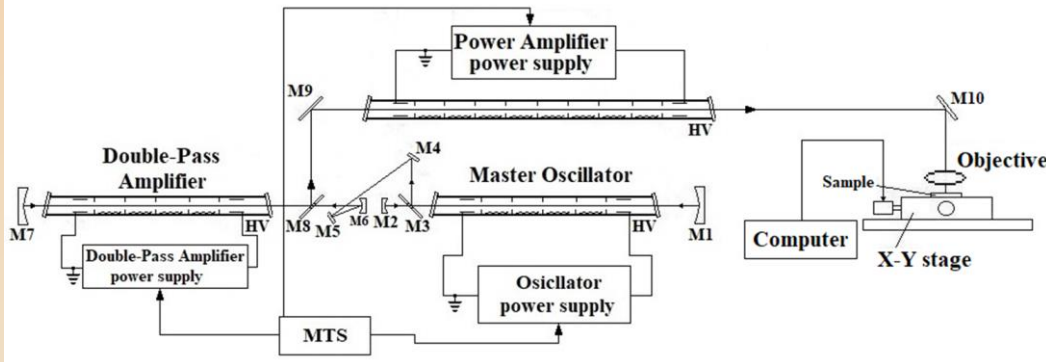 Power Amplifier
power supply
M9
M10
HV
M4
Double-Pass
Amplifier
Master Oscillator
Objective
Sample
M7
HV
M8
M5
M6
M2
M3
HV
M1
Computer
X-Y stage
Double-Pass Amplifier
power supply
Osicllator
power supply
MTS